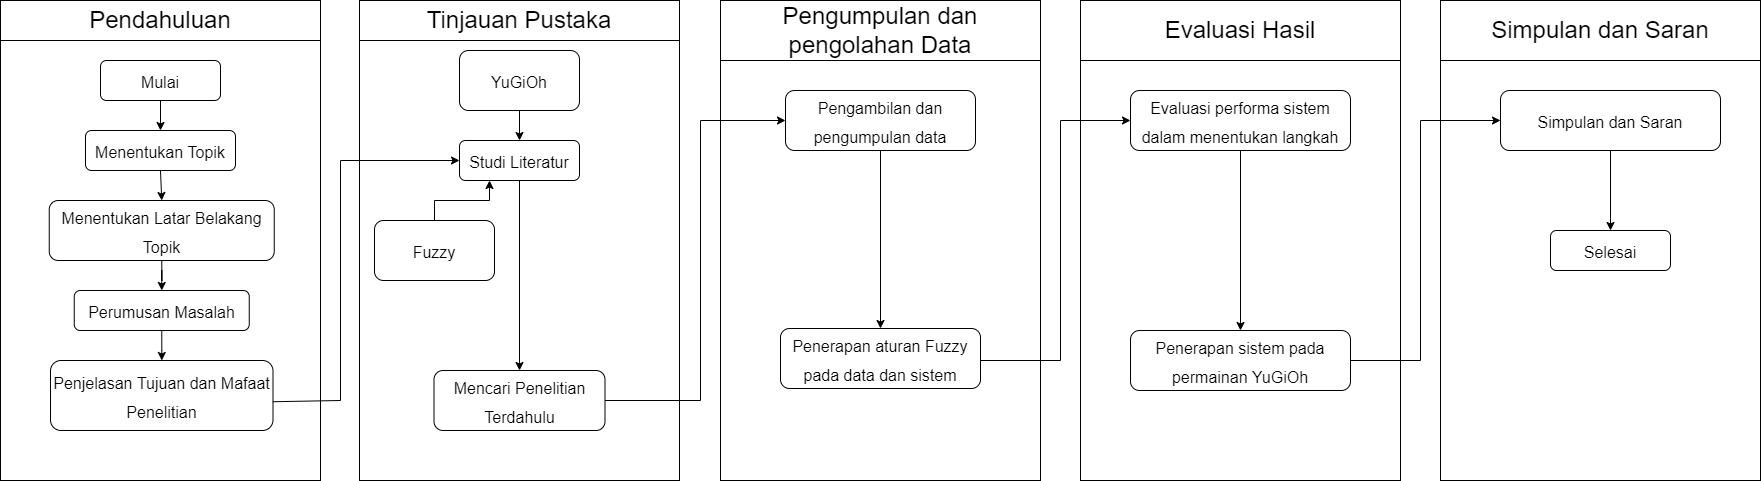 Pendahuluan
Mulai
Menentukan Topik
Menentukan Latar Belakang
Topik
Perumusan Masalah
Penjelasan Tujuan dan Mafaat
Penelitian
Tinjauan Pustaka
YuGiOh
Studi Literatur
Fuzzy
Mencari Penelitian
Terdahulu
Pengumpulan dan
pengolahan Data
Pengambilan dan
pengumpulan data
Penerapan aturan Fuzzy
pada data dan sistem
Evaluasi Hasil
Evaluasi performa sistem
dalam menentukan langkah
Penerapan sistem pada
permainan YuGiOh
Simpulan dan Saran
Simpulan dan Saran
Selesai